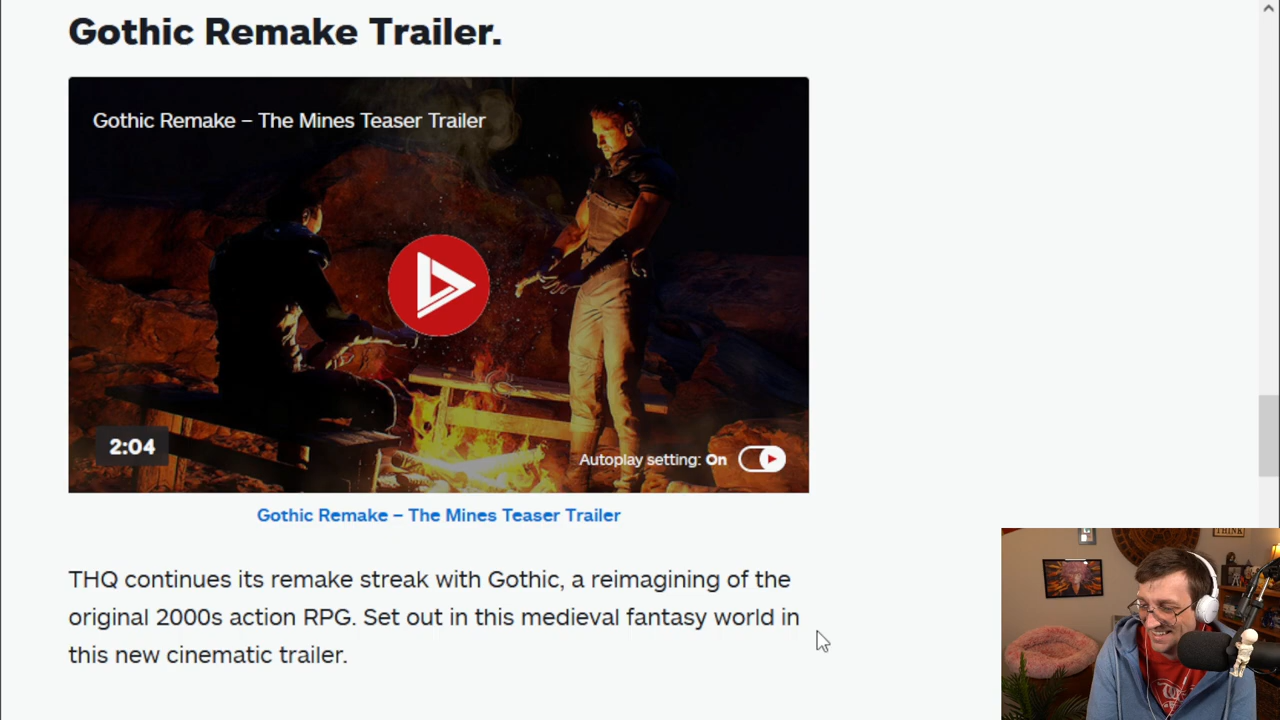 Gothic Remake Trailer.
Gothic Remake – The Mines Teaser Trailer
2:04
Autoplay setting: On
Gothic Remake – The Mines Teaser Trailer
THQ continues its remake streak with Gothic, a reimagining of the
original 2000s action RPG. Set out in this medieval fantasy world in
this new cinematic trailer.
THINK